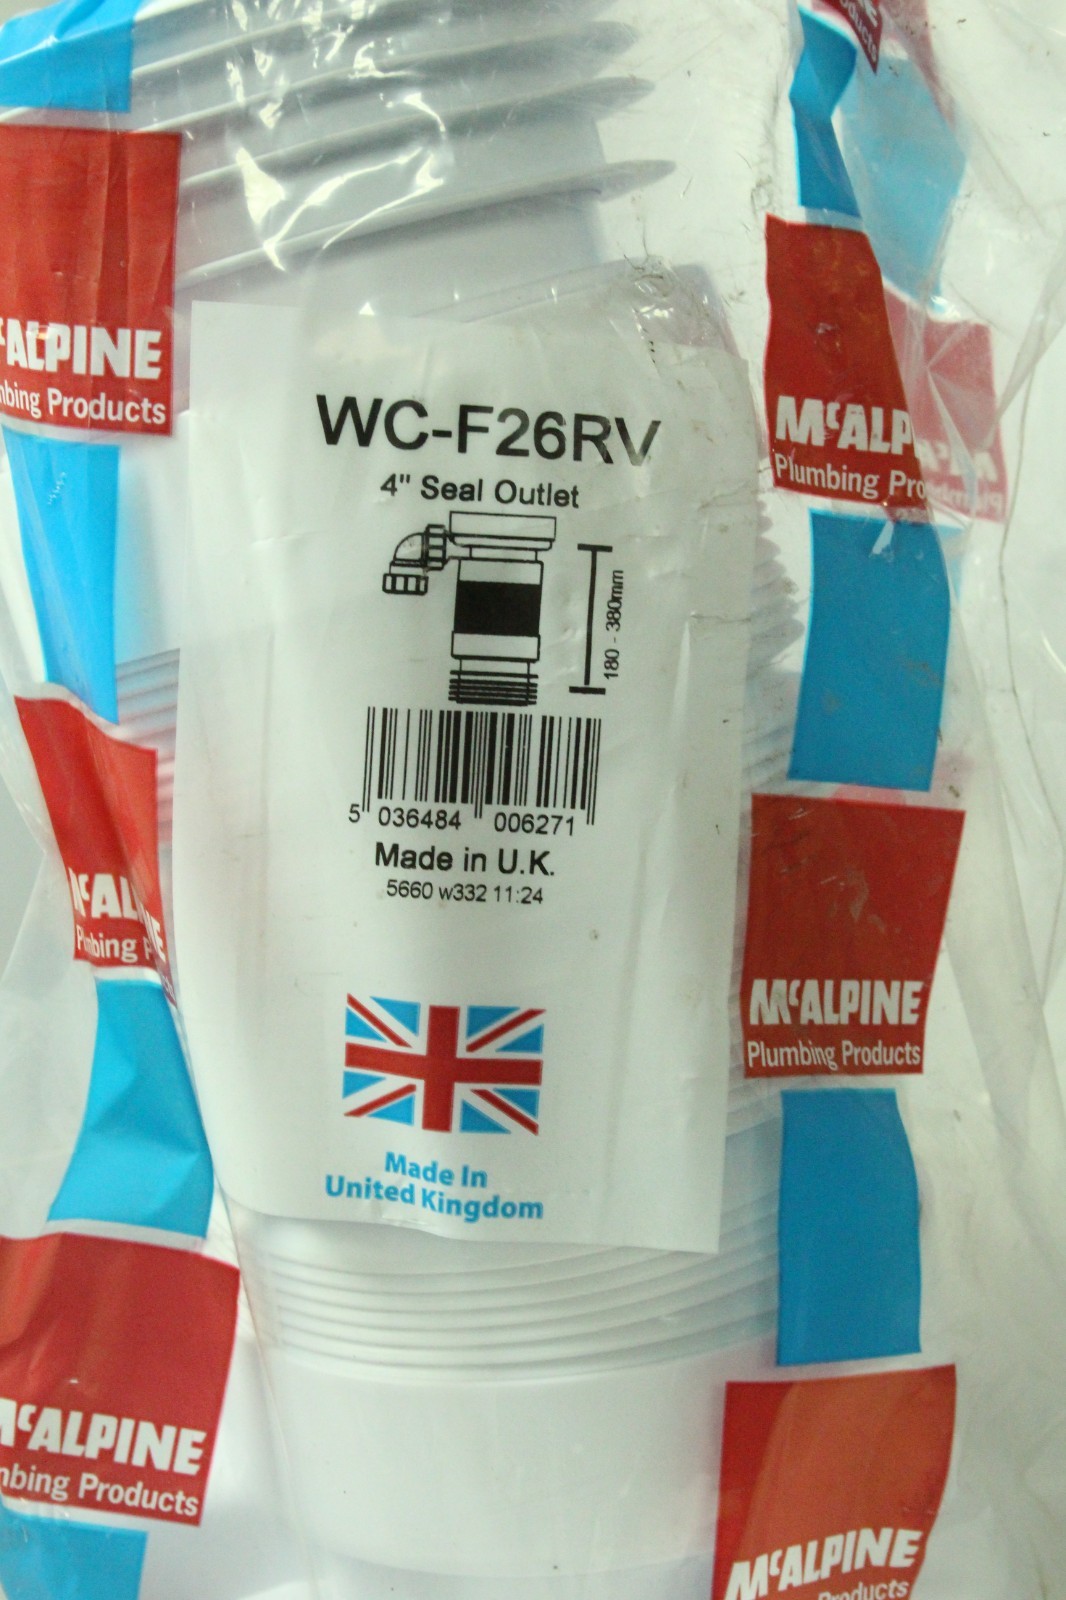 WC-F26RV
4" Seal Outlet
180 - 380mm
5 036484 006271
Made in U.K.
5660 w332 11:24
Made In
United Kingdom
McALPINE
Plumbing Products
McALPINE
Plumbing Products
McALPINE
Plumbing Products
McALPINE
Plumbing Products
McALPINE
Products